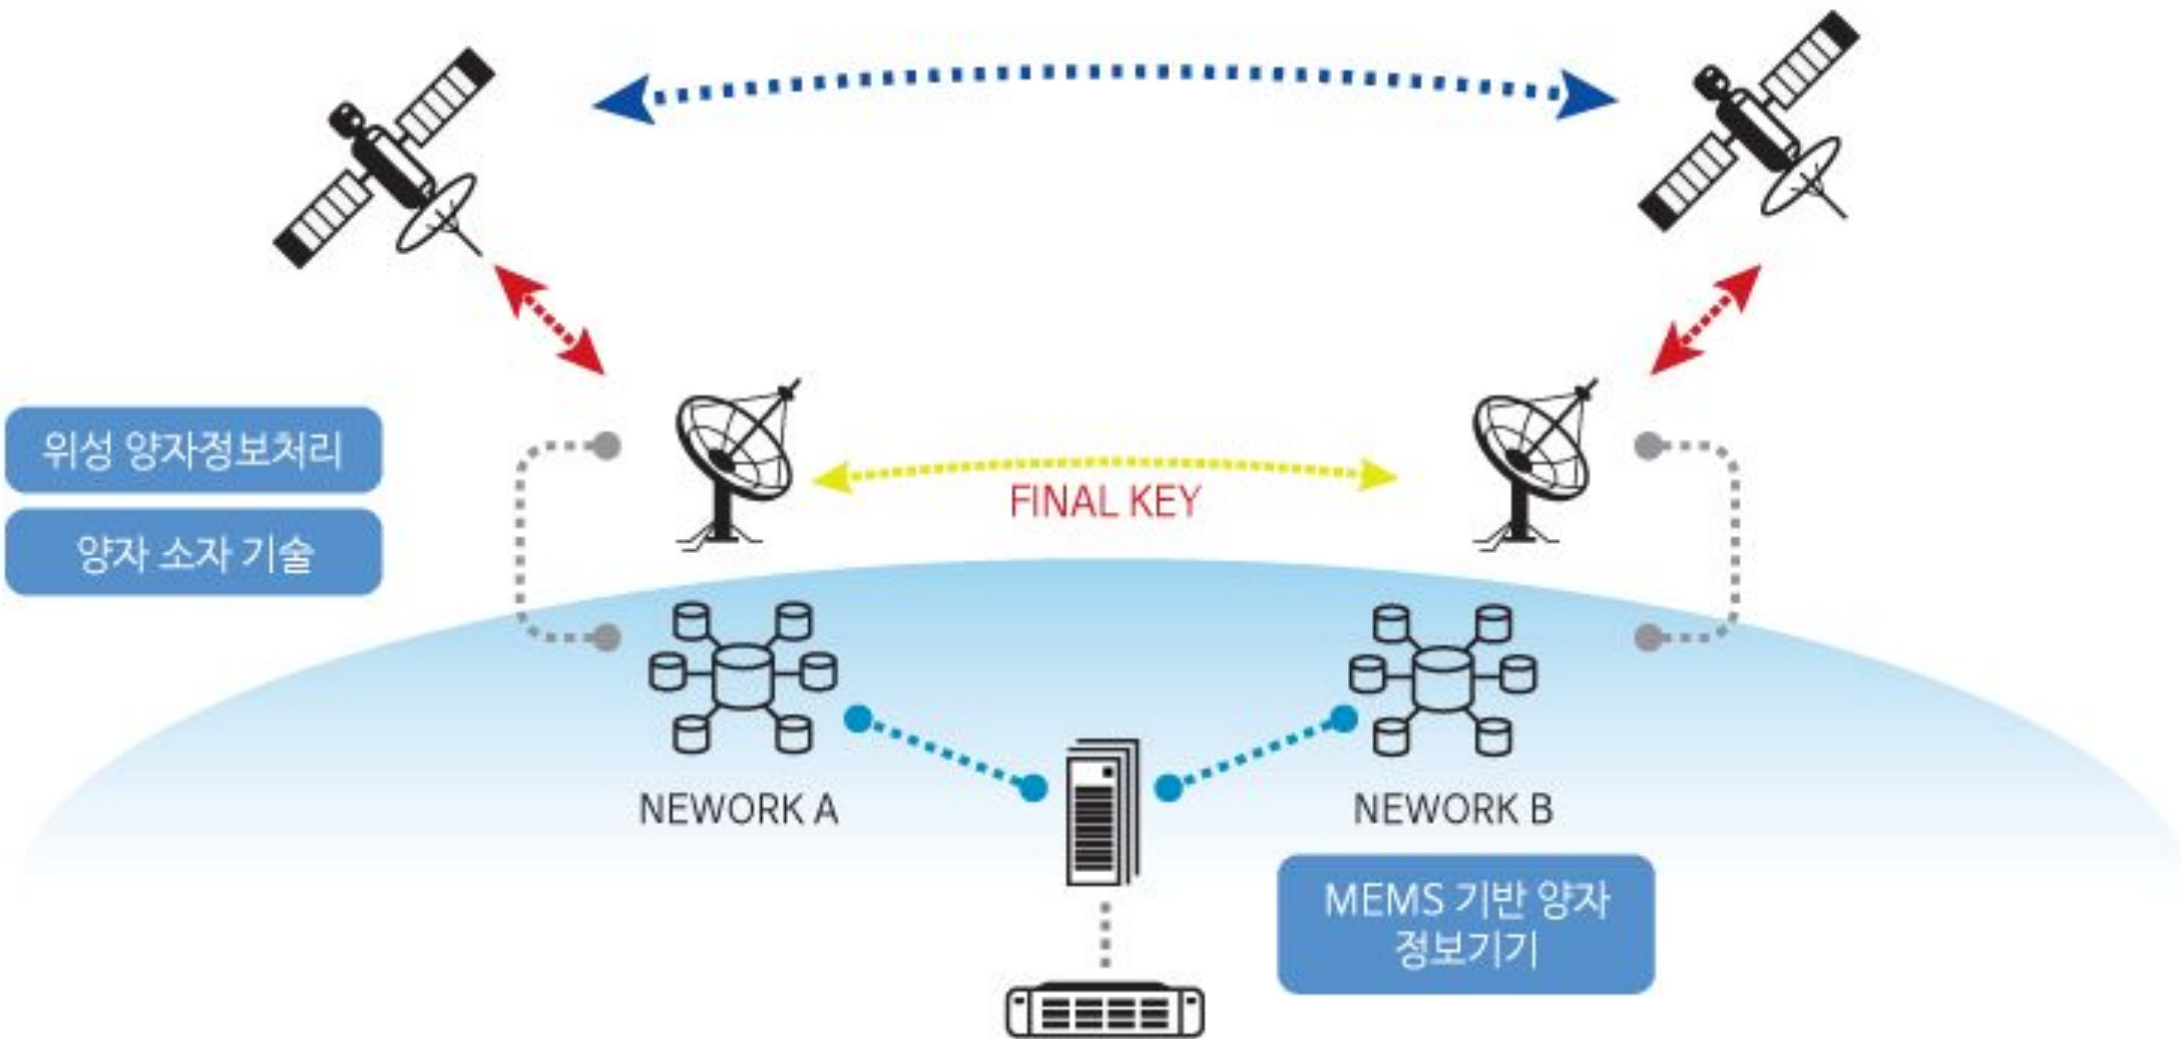 위성 양자정보처리
양자 소자 기술
FINAL KEY
NEWORK A
NEWORK B
MEMS 기반 양자
정보기기